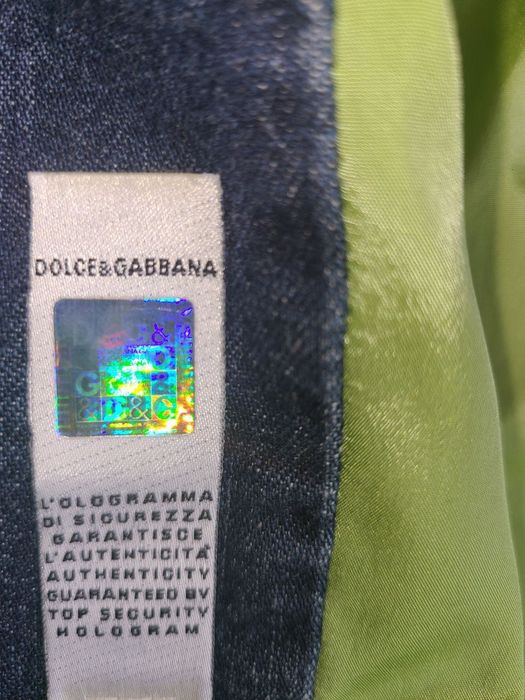 DOLCE&GABBANA
& 
G D &
& D & G
L'OLOGRAMMA
DI SICUREZZA
GARANTISCE
L'AUTENTICITÀ
AUTHENTICITY
GUARANTEED BY
TOP SECURITY
HOLOGRAM